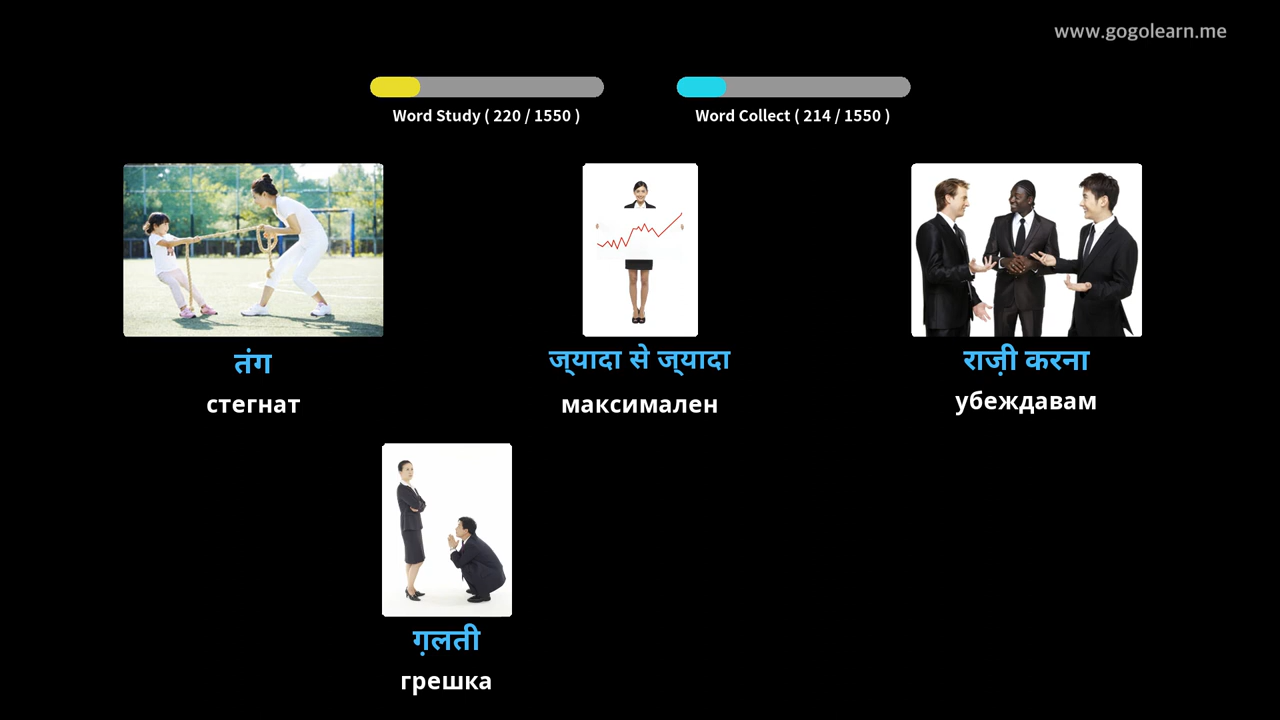 www.gogolearn.me
Word Study ( 220 / 1550 )
Word Collect ( 214 / 1550 )
तंग
ज्यादा से ज्यादा
राज़ी करना
стегнат
максимален
убеждавам
ग़लती
грешка